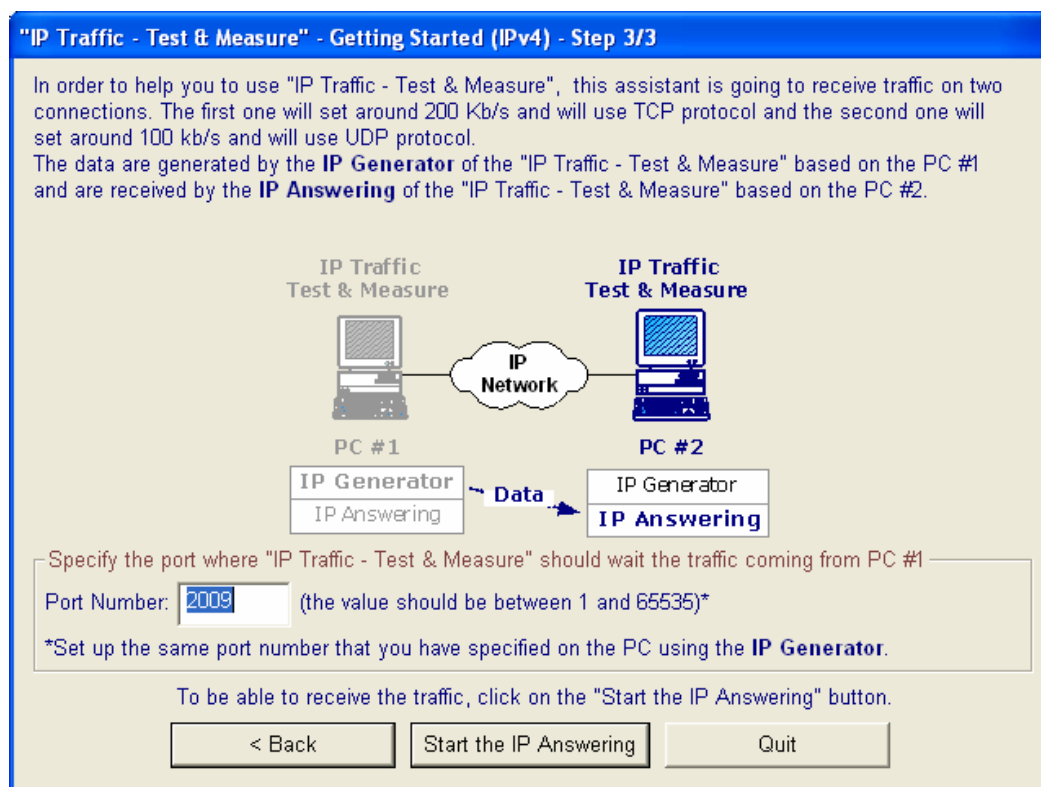 "IP Traffic - Test & Measure" - Getting Started (IPv4) - Step 3/3
In order to help you to use "IP Traffic - Test & Measure", this assistant is going to receive traffic on two
connections. The first one will set around 200 Kb/s and will use TCP protocol and the second one will
set around 100 kb/s and will use UDP protocol.
The data are generated by the IP Generator of the "IP Traffic - Test & Measure" based on the PC #1
and are received by the IP Answering of the "IP Traffic - Test & Measure" based on the PC #2.
IP Traffic
Test & Measure
IP Traffic
Test & Measure
IP
Network
PC #1
PC #2
IP Generator
IP Answering
Data
IP Generator
IP Answering
Specify the port where "IP Traffic - Test & Measure" should wait the traffic coming from PC #1
Port Number: 2009 (the value should be between 1 and 65535)*
*Set up the same port number that you have specified on the PC using the IP Generator.
To be able to receive the traffic, click on the "Start the IP Answering" button.
< Back Start the IP Answering Quit